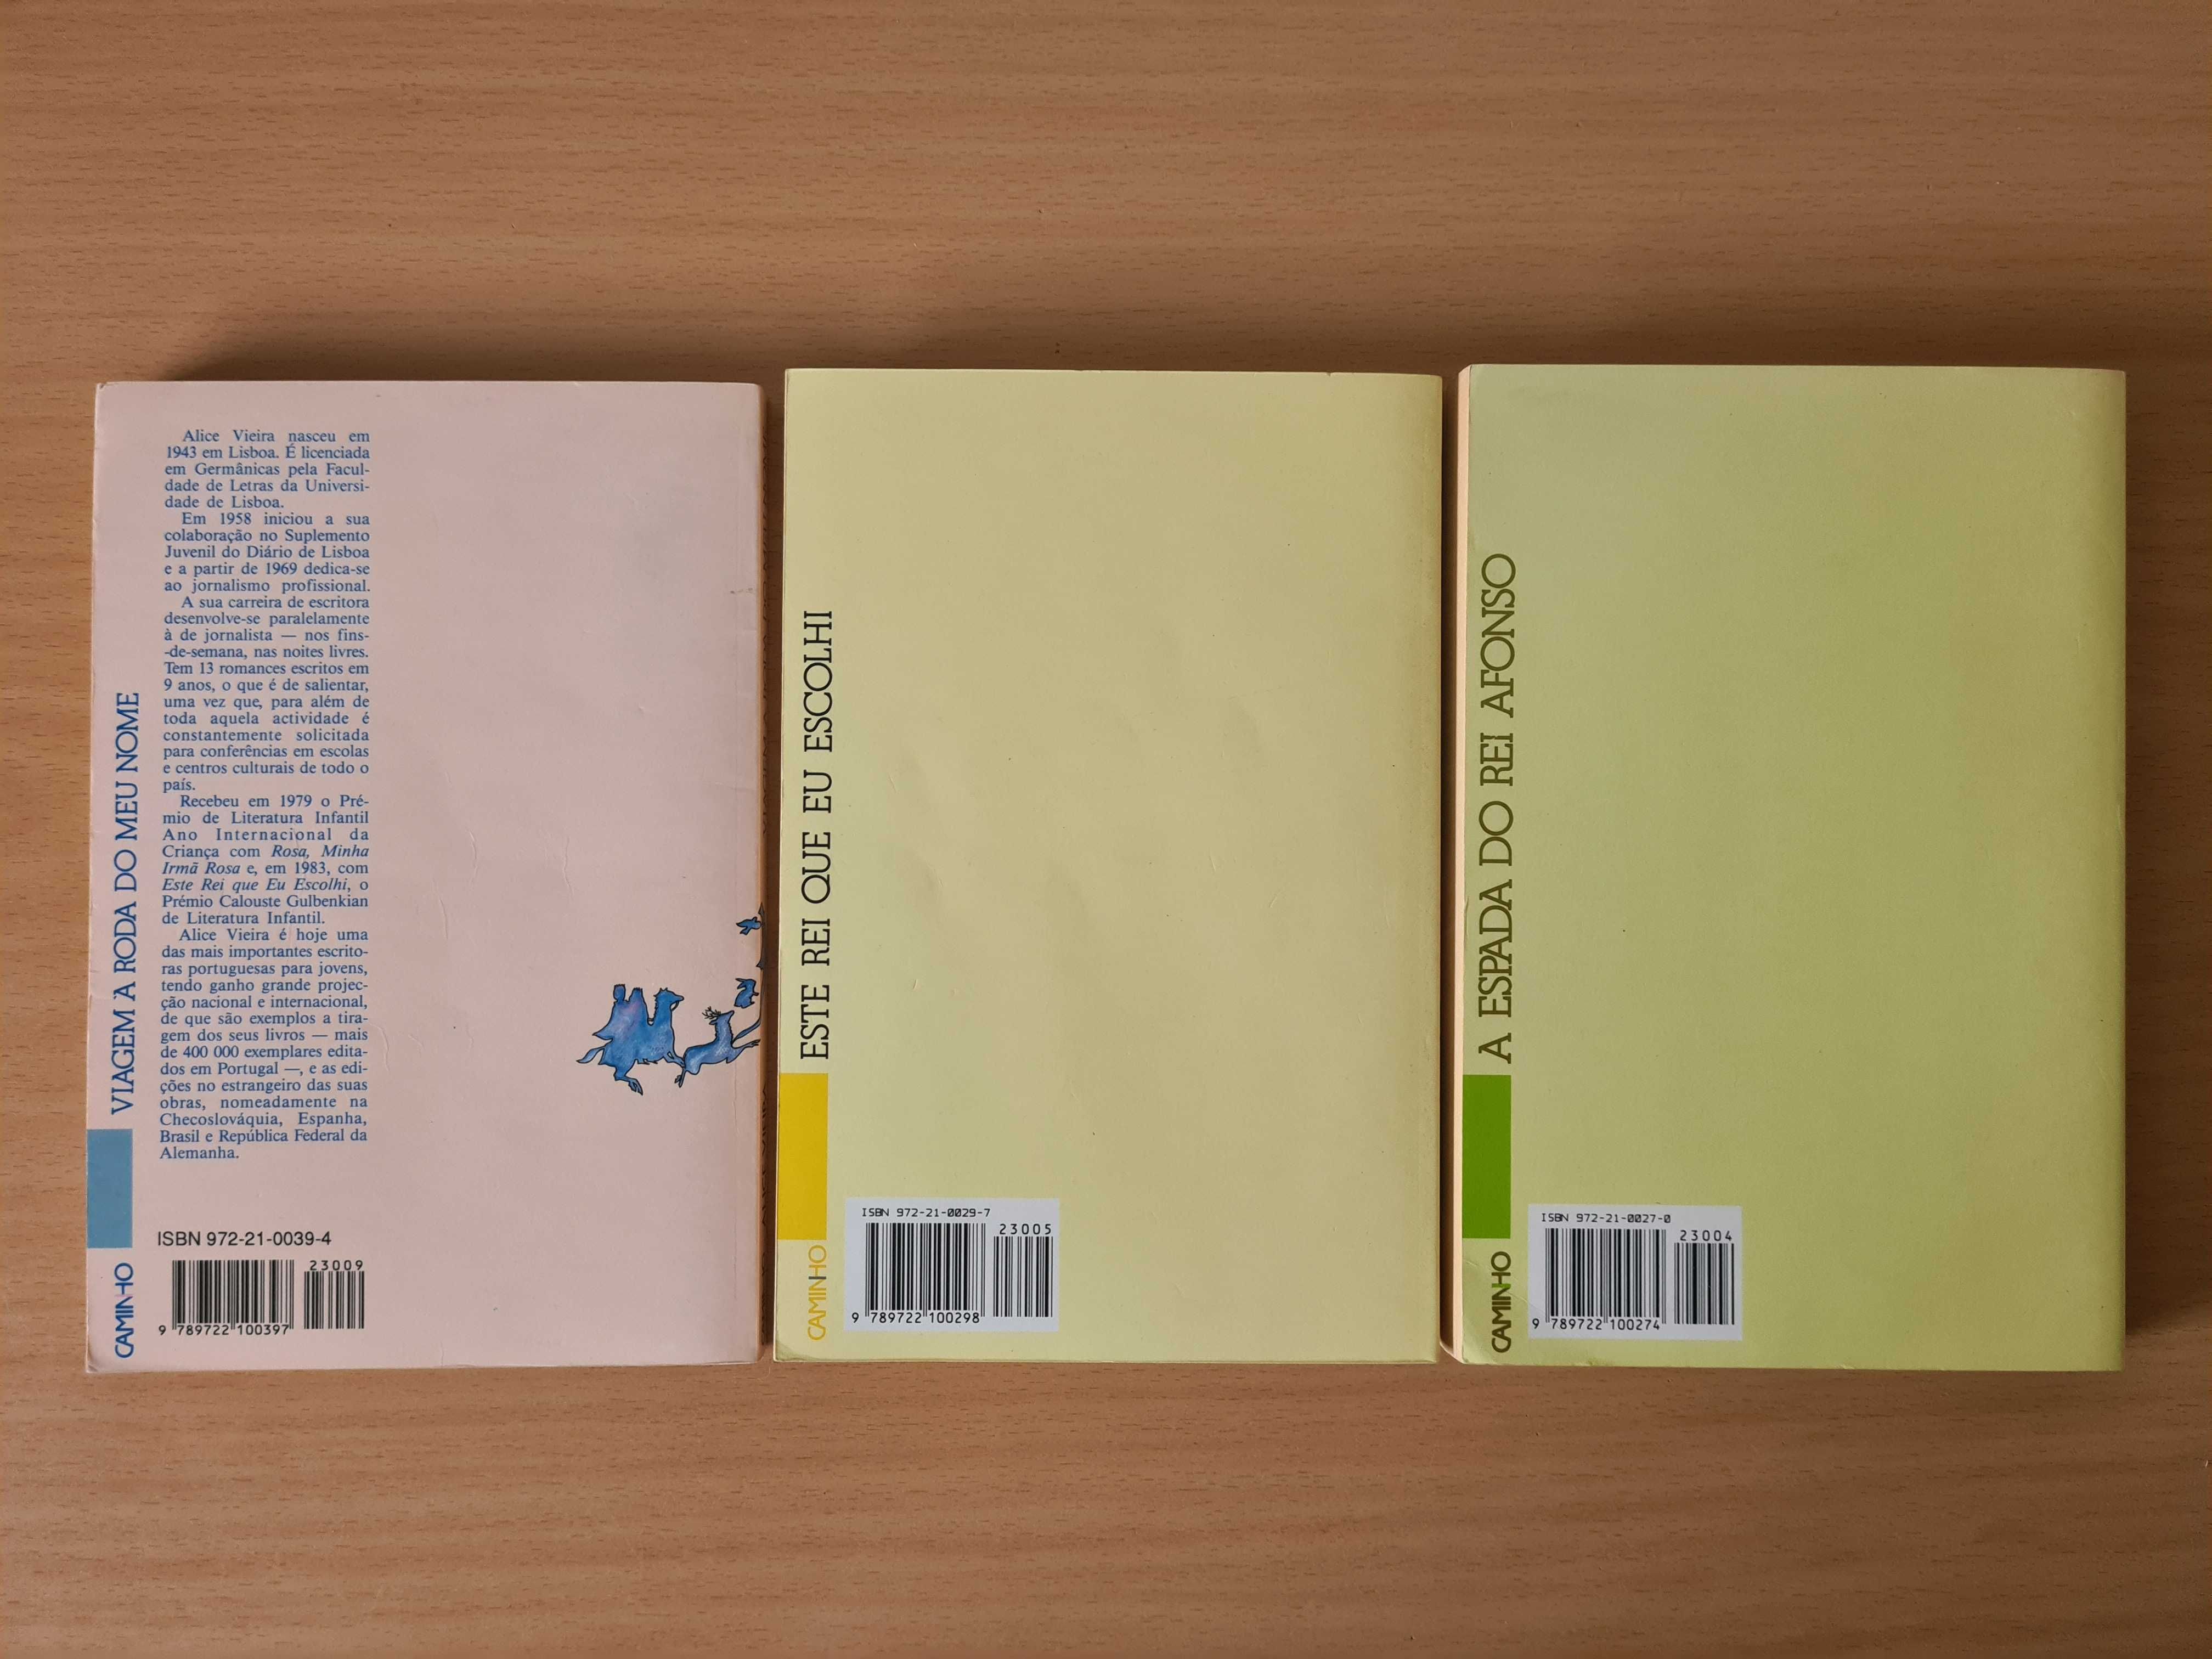 VIAGEM À RODA DO MEU NOME
CAMINHO
Alice Vieira nasceu em
1943 em Lisboa. É licenciada
em Germânicas pela Facul-
dade de Letras da Universi-
dade de Lisboa.
Em 1958 iniciou a sua
colaboração no Suplemento
Juvenil do Diário de Lisboa
e a partir de 1969 dedica-se
ao jornalismo profissional.
A sua carreira de escritora
desenvolve-se paralelamente
à de jornalista — nos fins-
-de-semana, nas noites livres.
Tem 13 romances escritos em
9 anos, o que é de salientar,
uma vez que, para além de
toda aquela actividade é
constantemente solicitada
para conferências em escolas
e centros culturais de todo o
país.
Recebeu em 1979 o Pré-
mio de Literatura Infantil
Ano Internacional da
Criança com Rosa, Minha
Irmã Rosa e, em 1983, com
Este Rei que Eu Escolhi, o
Prémio Calouste Gulbenkian
de Literatura Infantil.
Alice Vieira é hoje uma
das mais importantes escrito-
ras portuguesas para jovens,
tendo ganho grande projec-
ção nacional e internacional,
de que são exemplos a tira-
gem dos seus livros — mais
de 400 000 exemplares edita-
dos em Portugal —, e as edi-
ções no estrangeiro das suas
obras, nomeadamente na
Checoslováquia, Espanha,
Brasil e República Federal da
Alemanha.
ISBN 972-21-0039-4
23009
9 789722 100397
ESTE REI QUE EU ESCOLHI
CAMINHO
ISBN 972-21-0029-7
23005
9 789722 100298
A ESPADA DO REI AFONSO
CAMINHO
ISBN 972-21-0027-0
23004
9 789722 100274